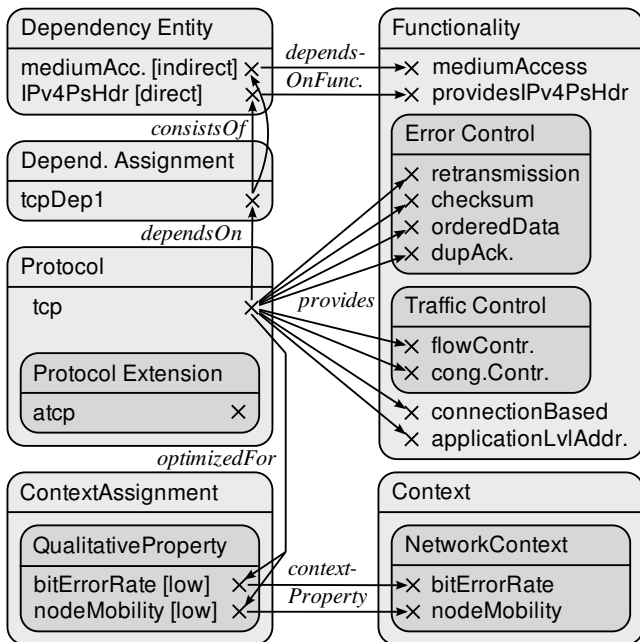 Dependency Entity
mediumAcc. [indirect]
IPv4PsHdr [direct]
depends-
OnFunc.
consistsOf
Depend. Assignment
tcpDep1
dependsOn
Protocol
tcp
provides
Protocol Extension
atcp
optimizedFor
ContextAssignment
QualitativeProperty
bitErrorRate [low]
nodeMobility [low]
context-
Property
Functionality
mediumAccess
providesIPv4PsHdr
Error Control
retransmission
checksum
orderedData
dupAck.
Traffic Control
flowContr.
cong.Contr.
connectionBased
applicationLvlAddr.
Context
NetworkContext
bitErrorRate
nodeMobility